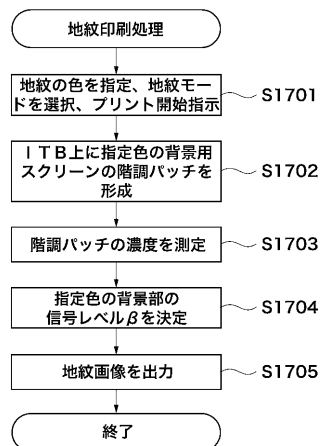 地紋印刷処理
地紋の色を指定、地紋モー
ドを選択、プリント開始指示
S1701
ＩＴＢ上に指定色の背景用
スクリーンの階調パッチを
形成
S1702
階調パッチの濃度を測定
S1703
指定色の背景部の
信号レベルβを決定
S1704
地紋画像を出力
S1705
終了